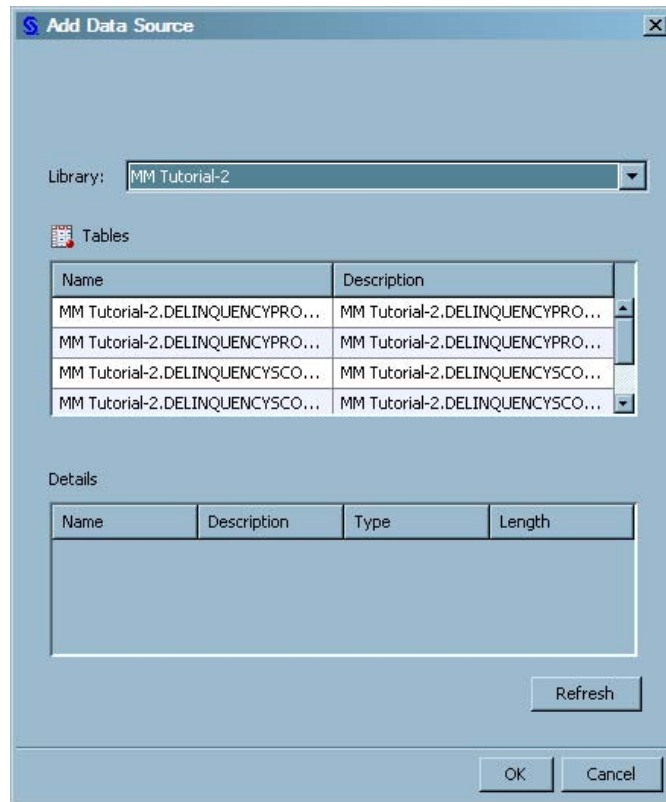 Add Data Source
Library: MM Tutorial-2
Tables
Name Description
MM Tutorial-2.DELINQUENCYPRO... MM Tutorial-2.DELINQUENCYPRO...
MM Tutorial-2.DELINQUENCYPRO... MM Tutorial-2.DELINQUENCYPRO...
MM Tutorial-2.DELINQUENCYSCO... MM Tutorial-2.DELINQUENCYSCO...
MM Tutorial-2.DELINQUENCYSCO... MM Tutorial-2.DELINQUENCYSCO...
Details
Name Description Type Length
Refresh
OK Cancel